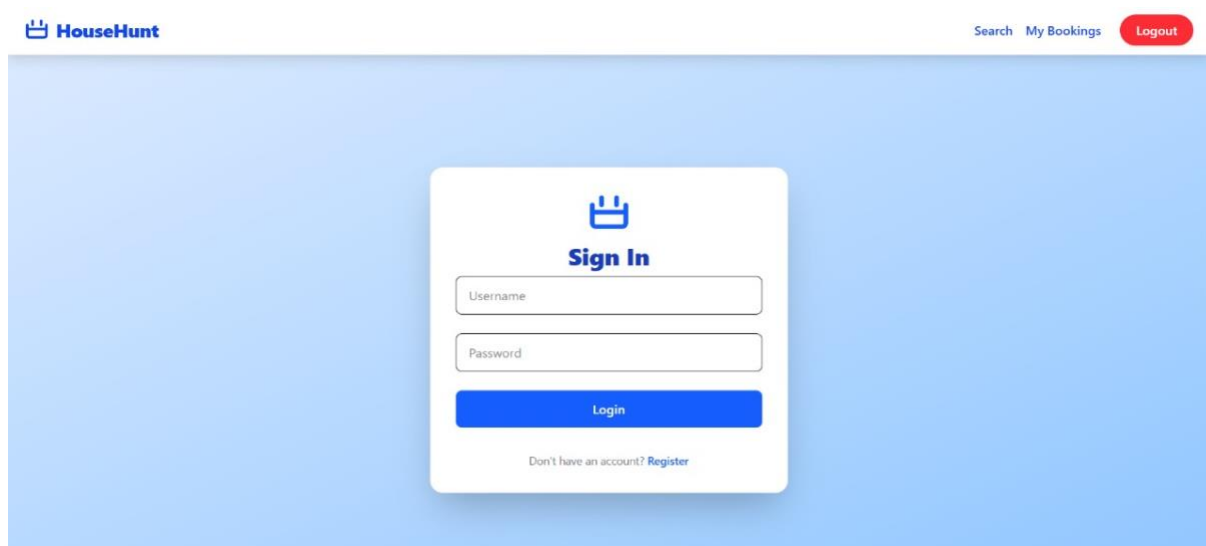 HouseHunt
Search My Bookings Logout
Sign In
Username
Password
Login
Don't have an account? Register